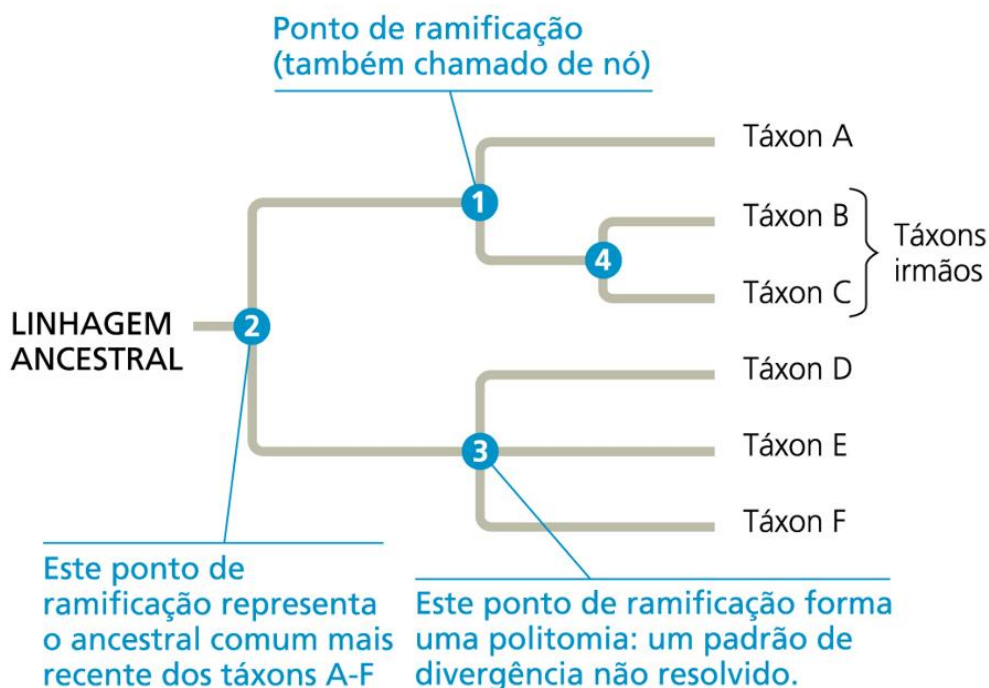 Ponto de ramificação
(também chamado de nó)
Táxon A
1
Táxon B
4
Táxons
irmãos
Táxon C
LINHAGEM
ANCESTRAL
2
Táxon D
3
Táxon E
Táxon F
Este ponto de
ramificação representa
o ancestral comum mais
recente dos táxons A-F
Este ponto de ramificação forma
uma politomia: um padrão de
divergência não resolvido.